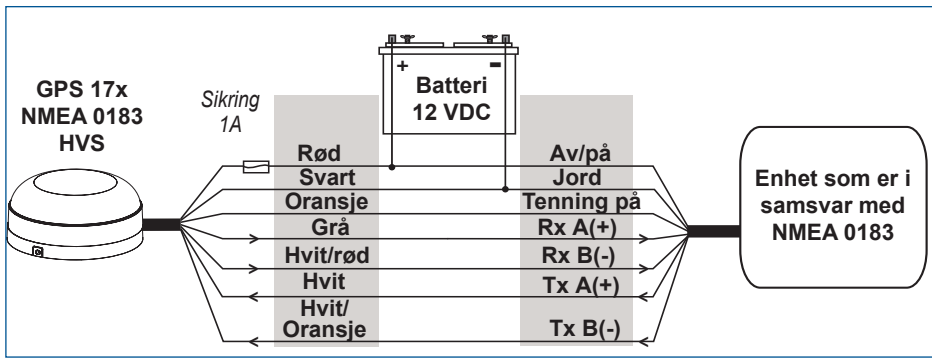 GPS 17x
NMEA 0183
HVS
Sikring
1A
+ -
Batteri
12 VDC
Rød Av/på
Svart Jord
Oransje Tenning på
Grå Rx A(+)
Hvit/rød Rx B(-)
Hvit Tx A(+)
Hvit/
Oransje Tx B(-)
Enhet som er i
samsvar med
NMEA 0183